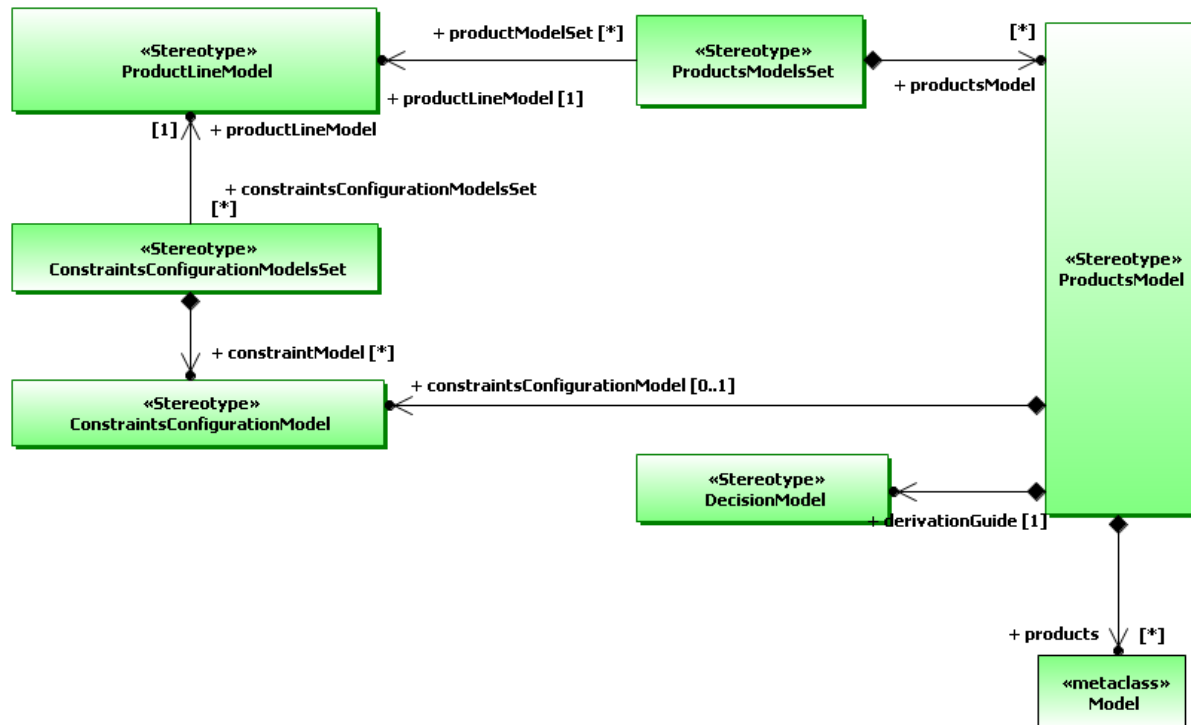 «Stereotype»
ProductLineModel
+ productModelSet [*]
«Stereotype»
ProductsModelsSet
[*]
+ productsModel
+ productLineModel [1]
[1]
+ productLineModel
+ constraintsConfigurationModelsSet
[*]
«Stereotype»
ConstraintsConfigurationModelsSet
«Stereotype»
ProductsModel
+ constraintModel [*]
«Stereotype»
ConstraintsConfigurationModel
+ constraintsConfigurationModel [0..1]
«Stereotype»
DecisionModel
+ derivationGuide [1]
+ products
[*]
«metaclass»
Model